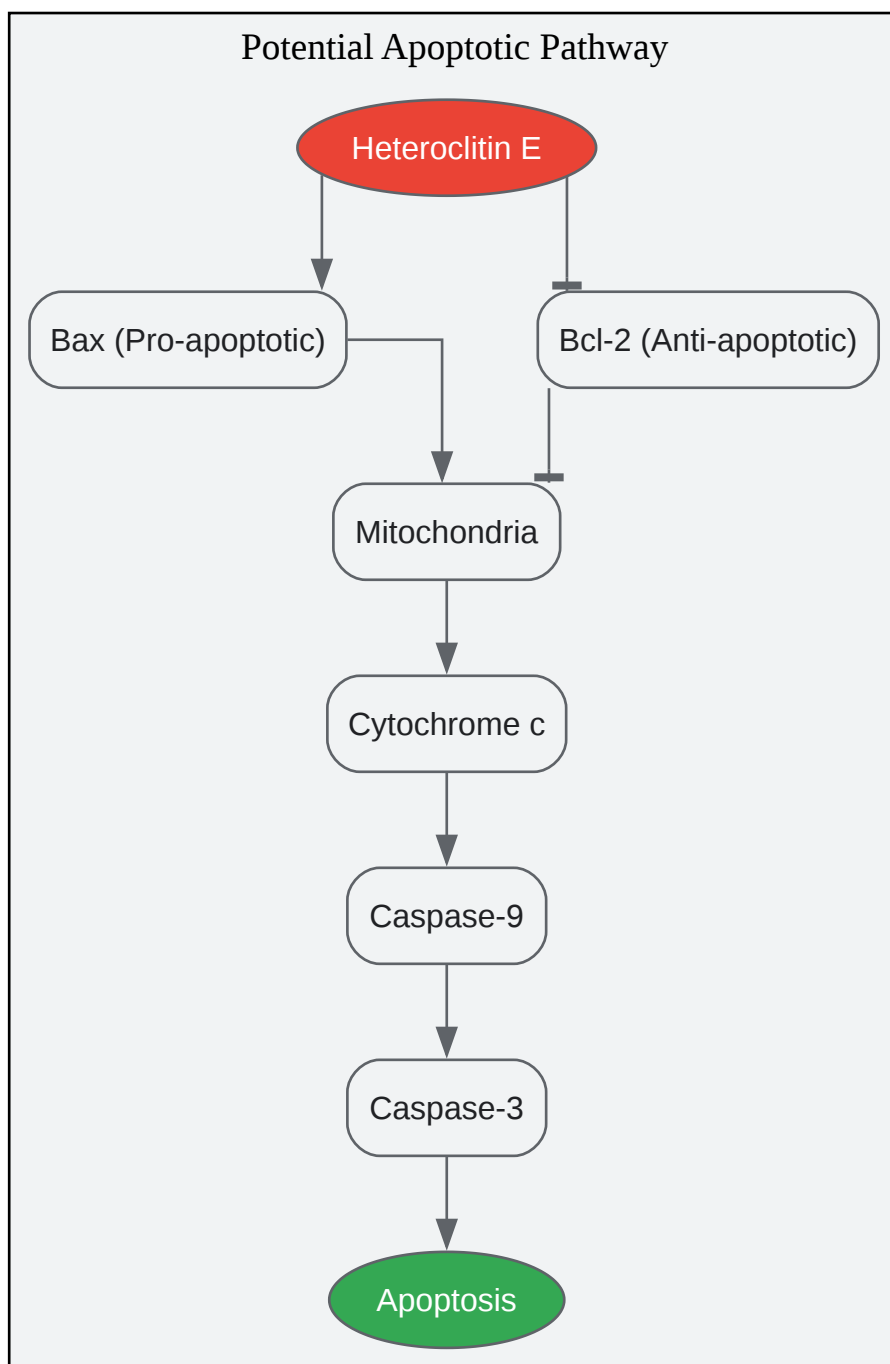 Potential Apoptotic Pathway
Heteroclitin E
Bax (Pro-apoptotic)
Bcl-2 (Anti-apoptotic)
Mitochondria
Cytochrome c
Caspase-9
Caspase-3
Apoptosis